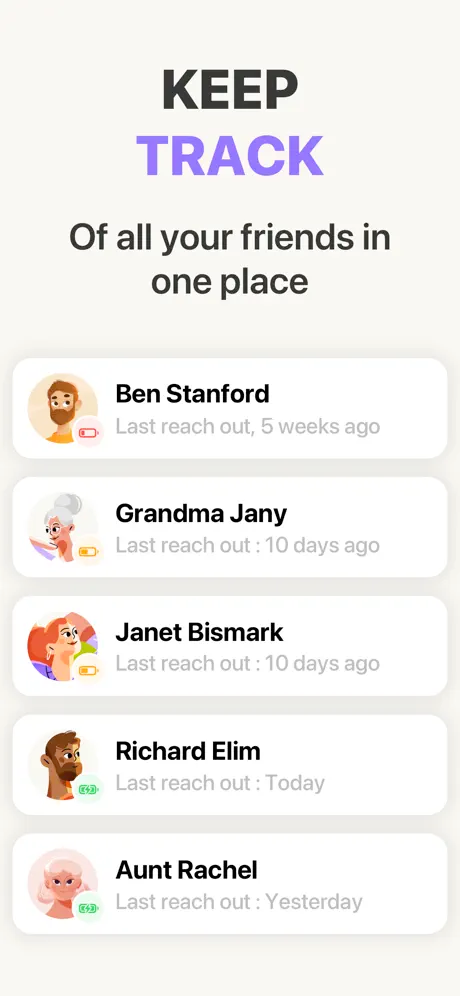 KEEP
TRACK
Of all your friends in
one place
Ben Stanford
Last reach out, 5 weeks ago
Grandma Jany
Last reach out : 10 days ago
Janet Bismark
Last reach out : 10 days ago
Richard Elim
Last reach out : Today
Aunt Rachel
Last reach out : Yesterday